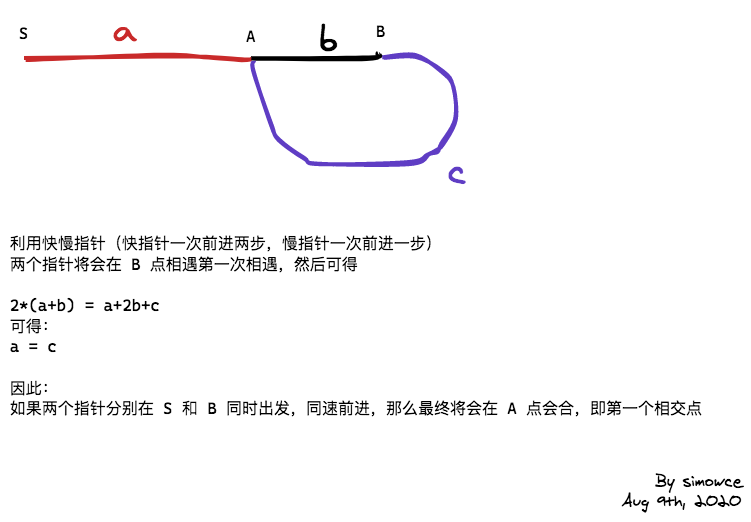 S a A b B
c
利用快慢指针（快指针一次前进两步，慢指针一次前进一步）
两个指针将会在 B 点相遇第一次相遇，然后可得
2*(a+b) = a+2b+c
可得：
a = c
因此：
如果两个指针分别在 S 和 B 同时出发，同速前进，那么最终将会在 A 点会合，即第一个相交点
By simowce
Aug 9th, 2020